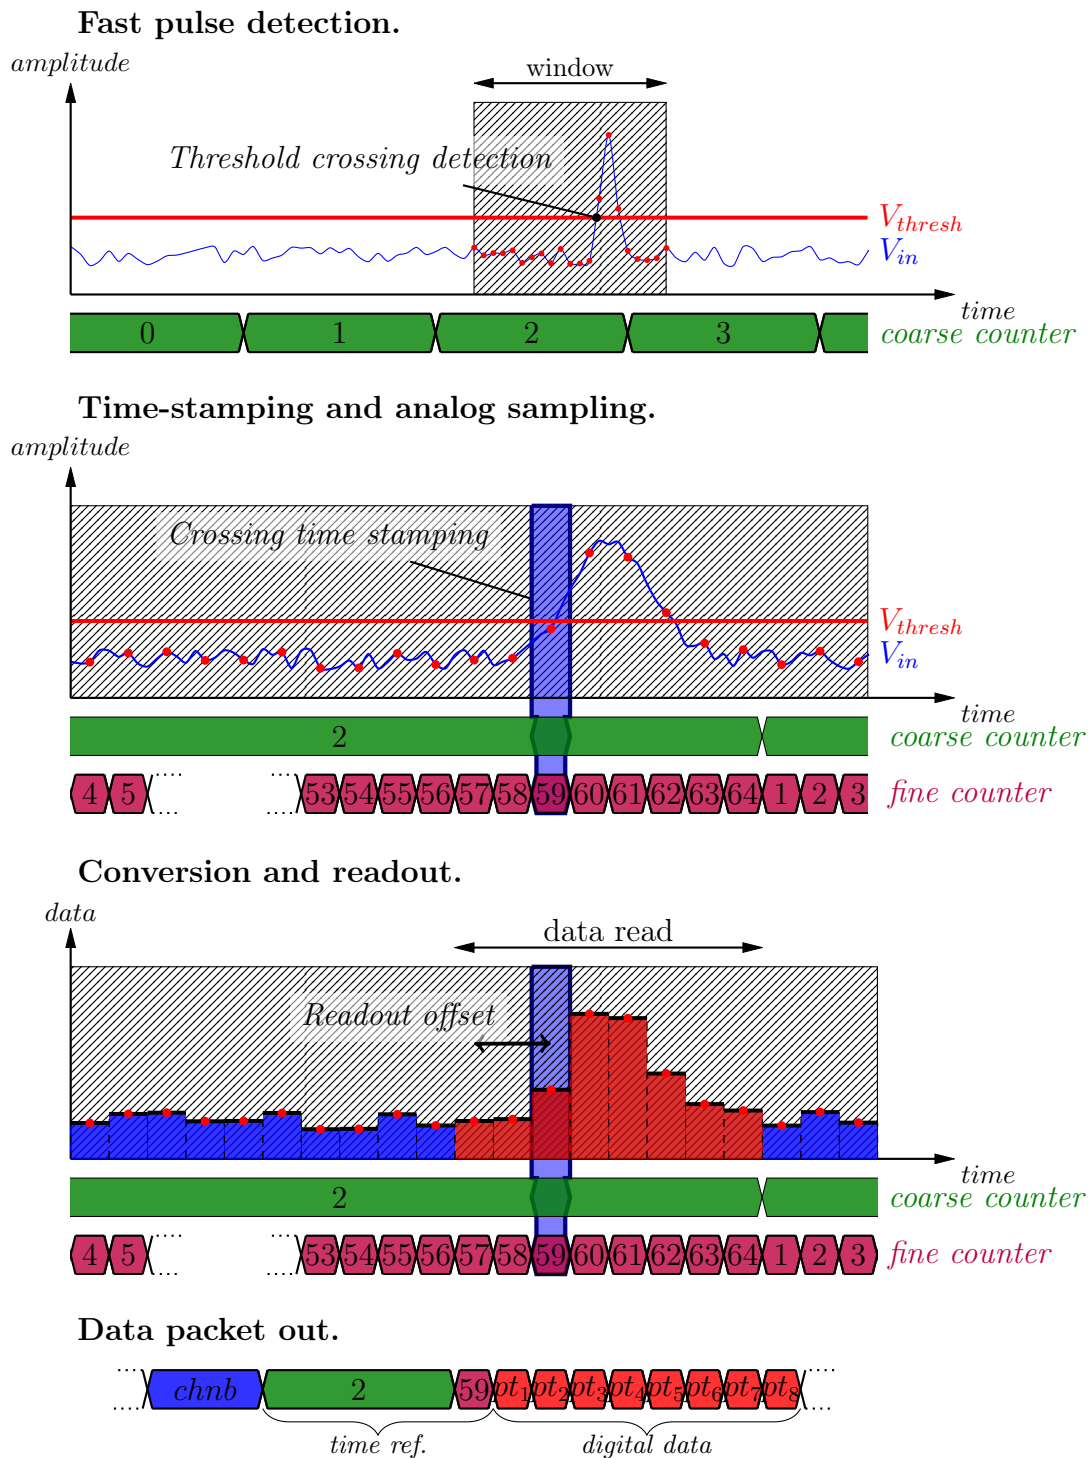 Fast pulse detection.
amplitude
window
Threshold crossing detection
V_thresh
V_in
time
0 1 2 3 coarse counter
Time-stamping and analog sampling.
amplitude
Crossing time stamping
V_thresh
V_in
time
2 coarse counter
4 5 53 54 55 56 57 58 59 60 61 62 63 64 1 2 3 fine counter
Conversion and readout.
data
data read
Readout offset
time
2 coarse counter
4 5 53 54 55 56 57 58 59 60 61 62 63 64 1 2 3 fine counter
Data packet out.
chnb 2 59 pt₁ pt₂ pt₃ pt₄ pt₅ pt₆ pt₇ pt₈
time ref. digital data